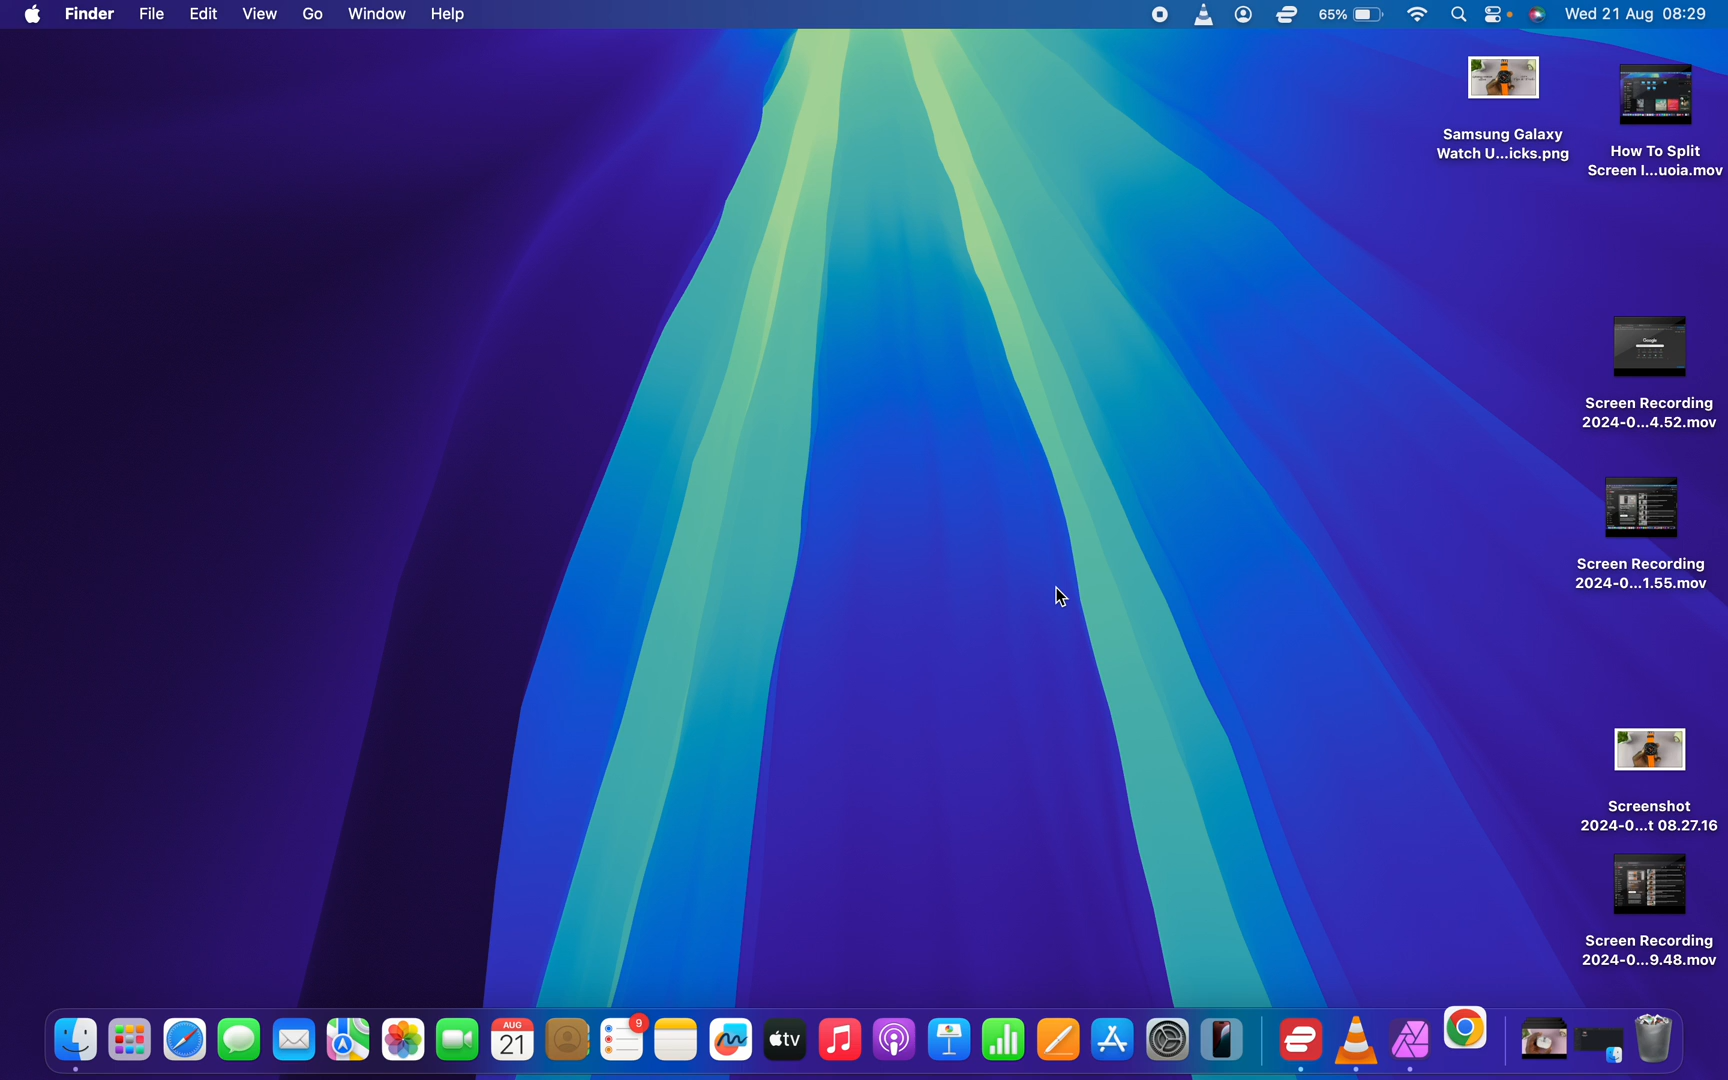 Finder File Edit View Go Window Help 65% Wed 21 Aug 08:29
Samsung Galaxy
Watch U...icks.png
How To Split
Screen I...uoia.mov
Google
Screen Recording
2024-0...4.52.mov
Screen Recording
2024-0...1.55.mov
Screenshot
2024-0...t 08.27.16
Screen Recording
2024-0...9.48.mov
AUG
21
9
tv